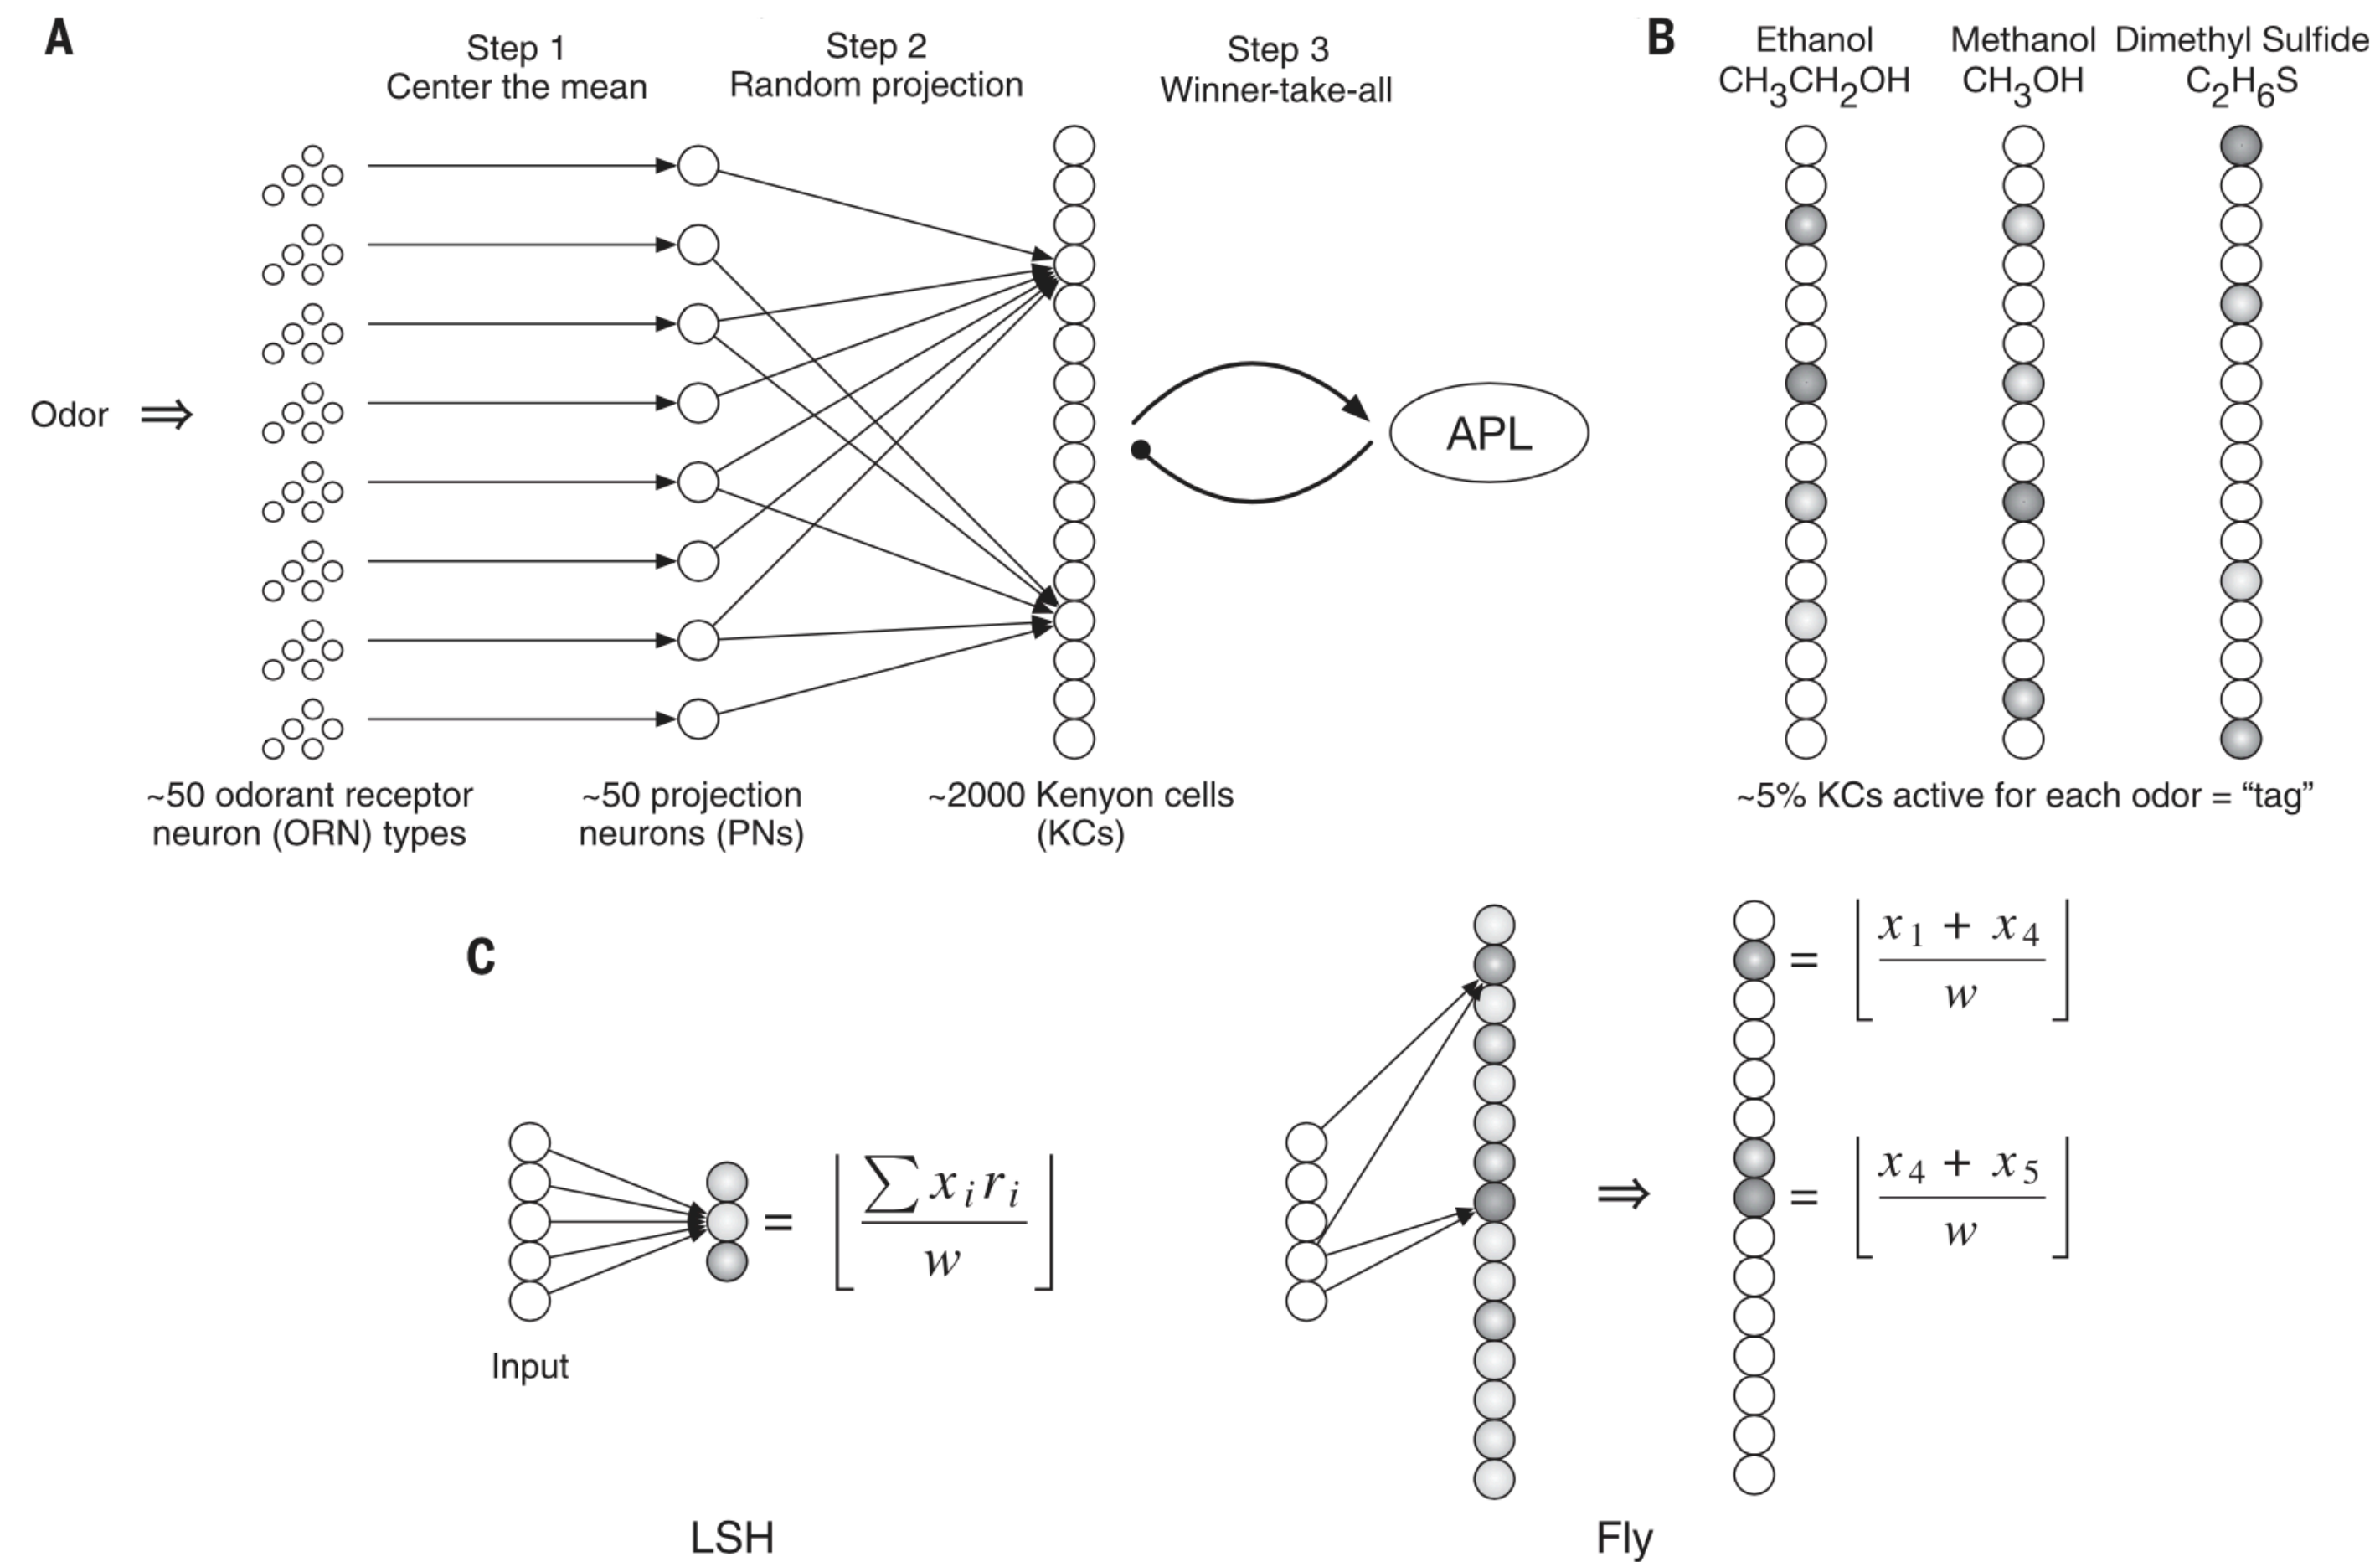 A
Step 1
Center the mean
Step 2
Random projection
Step 3
Winner-take-all
Odor ⇒
APL
~50 odorant receptor
neuron (ORN) types
~50 projection
neurons (PNs)
~2000 Kenyon cells
(KCs)
B
Ethanol
CH₃CH₂OH
Methanol
CH₃OH
Dimethyl Sulfide
C₂H₆S
~5% KCs active for each odor = “tag”
C
Input
= ⌊ ∑ xᵢrᵢ / w ⌋
LSH
⇒
= ⌊ x₁ + x₄ / w ⌋
= ⌊ x₄ + x₅ / w ⌋
Fly